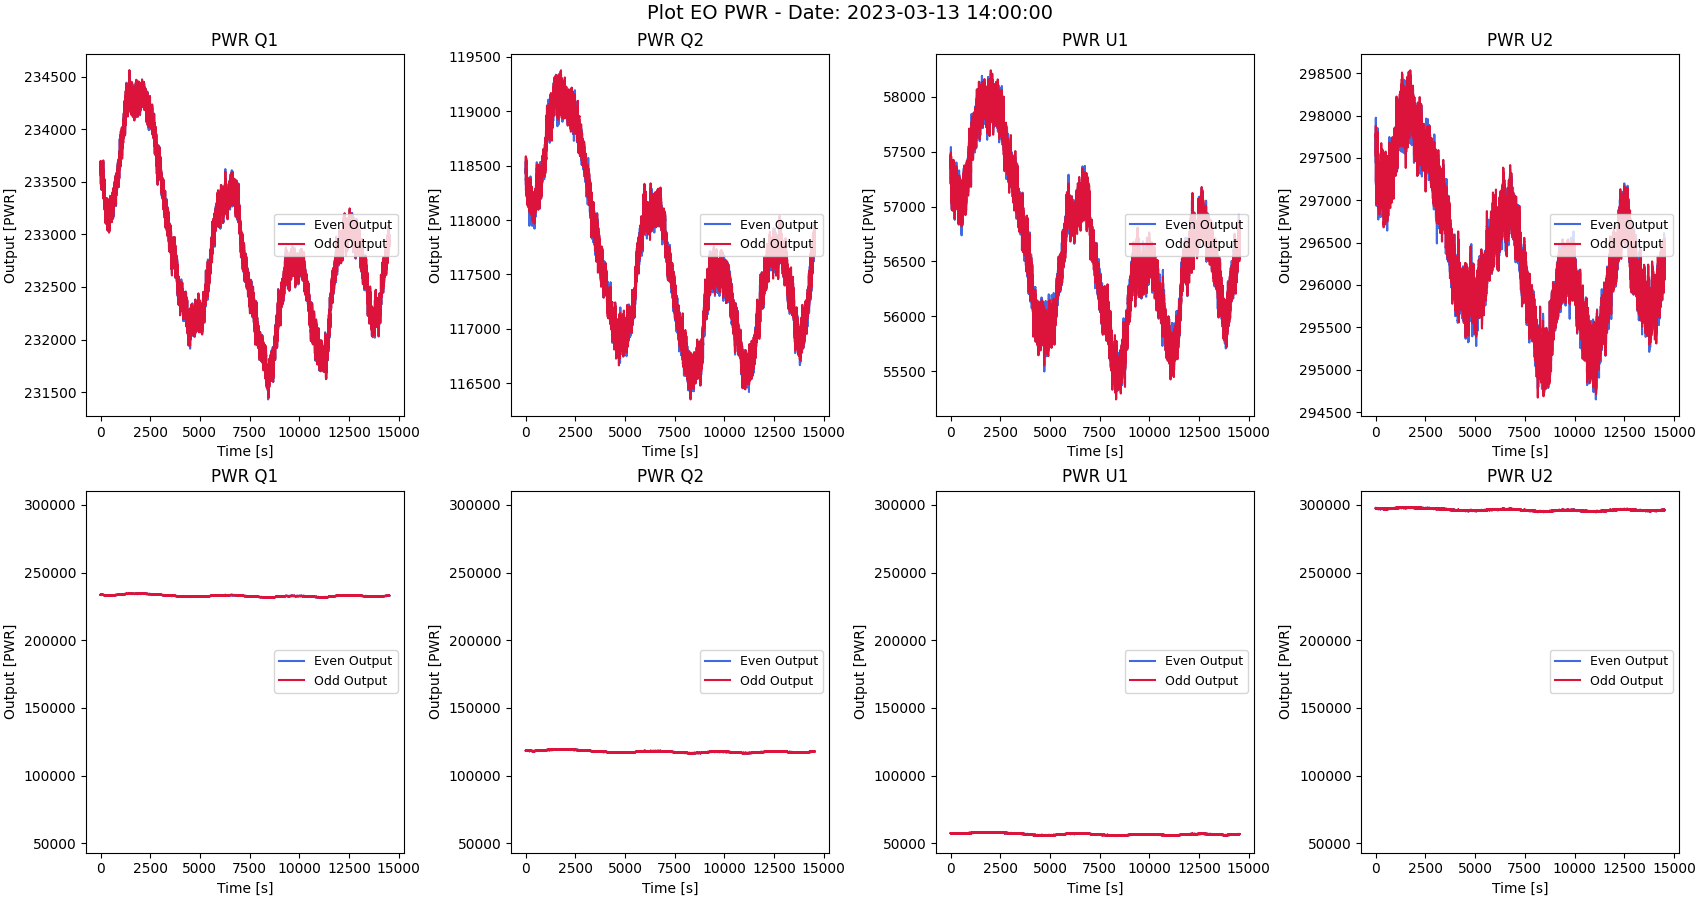 Plot EO PWR - Date: 2023-03-13 14:00:00
PWR Q1
Output [PWR]
234500
234000
233500
233000
232500
232000
231500
Even Output
Odd Output
0 2500 5000 7500 10000 12500 15000
Time [s]
PWR Q2
Output [PWR]
119500
119000
118500
118000
117500
117000
116500
Even Output
Odd Output
0 2500 5000 7500 10000 12500 15000
Time [s]
PWR U1
Output [PWR]
58000
57500
57000
56500
56000
55500
Even Output
Odd Output
0 2500 5000 7500 10000 12500 15000
Time [s]
PWR U2
Output [PWR]
298500
298000
297500
297000
296500
296000
295500
295000
294500
Even Output
Odd Output
0 2500 5000 7500 10000 12500 15000
Time [s]
PWR Q1
Output [PWR]
300000
250000
200000
150000
100000
50000
Even Output
Odd Output
0 2500 5000 7500 10000 12500 15000
Time [s]
PWR Q2
Output [PWR]
300000
250000
200000
150000
100000
50000
Even Output
Odd Output
0 2500 5000 7500 10000 12500 15000
Time [s]
PWR U1
Output [PWR]
300000
250000
200000
150000
100000
50000
Even Output
Odd Output
0 2500 5000 7500 10000 12500 15000
Time [s]
PWR U2
Output [PWR]
300000
250000
200000
150000
100000
50000
Even Output
Odd Output
0 2500 5000 7500 10000 12500 15000
Time [s]